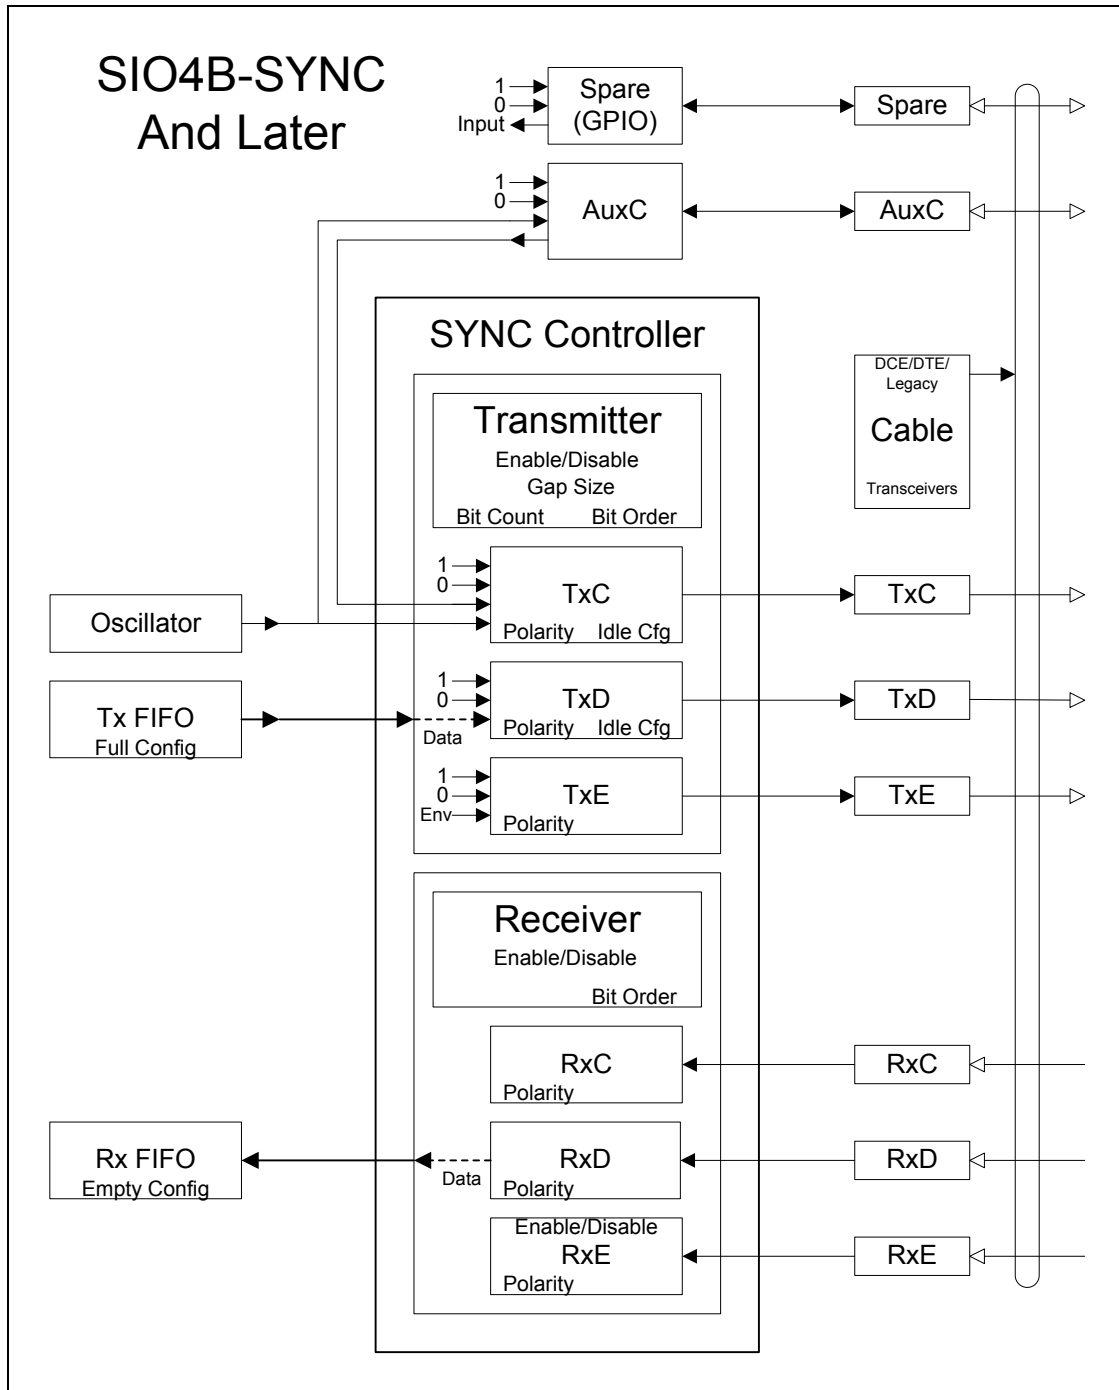 SIO4B-SYNC
And Later
1
0
Input
Spare
(GPIO)
Spare
1
0
AuxC
AuxC
SYNC Controller
DCE/DTE/
Legacy
Cable
Transceivers
Transmitter
Enable/Disable
Gap Size
Bit Count Bit Order
Oscillator
1
0
TxC
Polarity Idle Cfg
TxC
Tx FIFO
Full Config
1
0
Data
TxD
Polarity Idle Cfg
TxD
1
0
Env
TxE
Polarity
TxE
Receiver
Enable/Disable
Bit Order
RxC
Polarity
RxC
Rx FIFO
Empty Config
Data
RxD
Polarity
RxD
Enable/Disable
RxE
Polarity
RxE